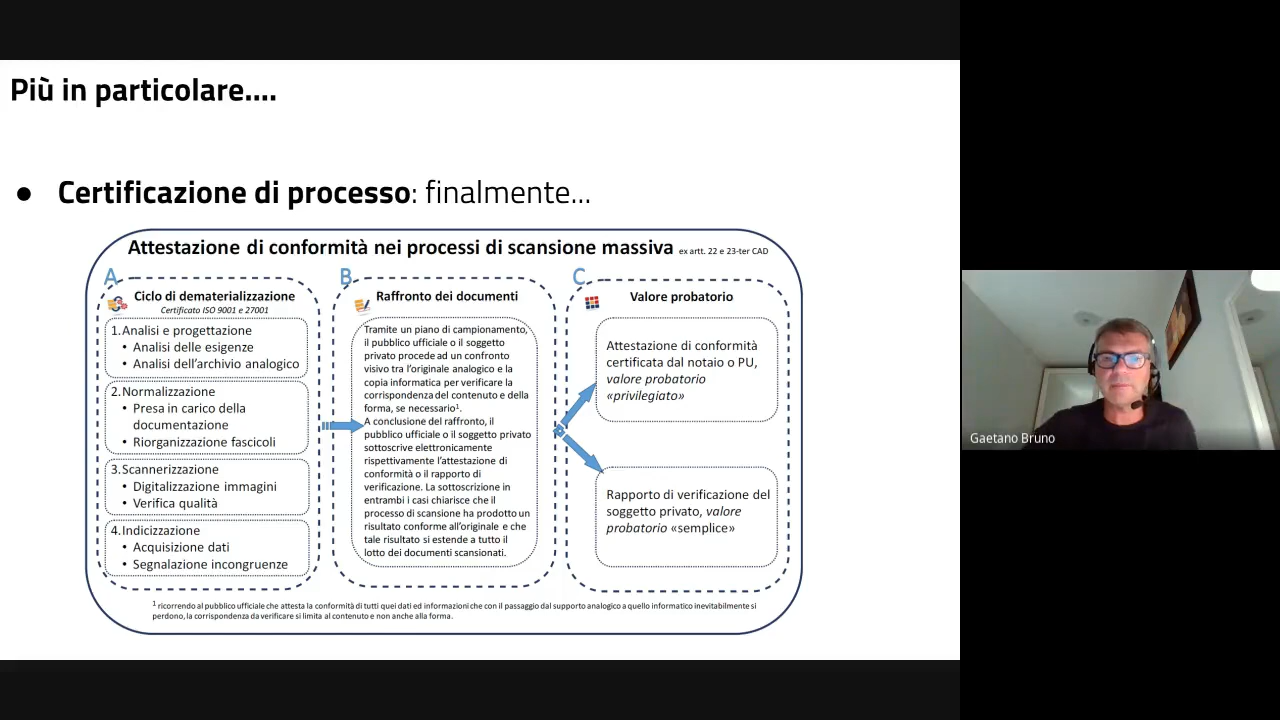 Più in particolare....
● Certificazione di processo: finalmente...
Attestazione di conformità nei processi di scansione massiva ex artt. 22 e 23-ter CAD
A
Ciclo di dematerializzazione
Certificato ISO 9001 e 27001
1.Analisi e progettazione
• Analisi delle esigenze
• Analisi dell'archivio analogico
2.Normalizzazione
• Presa in carico della
documentazione
• Riorganizzazione fascicoli
3.Scannerizzazione
• Digitalizzazione immagini
• Verifica qualità
4.Indicizzazione
• Acquisizione dati
• Segnalazione incongruenze
B
Raffronto dei documenti
Tramite un piano di campionamento,
il pubblico ufficiale o il soggetto
privato procede ad un confronto
visivo tra l'originale analogico e la
copia informatica per verificare la
corrispondenza del contenuto e della
forma, se necessario¹.
A conclusione del raffronto, il
pubblico ufficiale o il soggetto privato
sottoscrive elettronicamente
rispettivamente l'attestazione di
conformità o il rapporto di
verificazione. La sottoscrizione in
entrambi i casi chiarisce che il
processo di scansione ha prodotto un
risultato conforme all'originale e che
tale risultato si estende a tutto il
lotto dei documenti scansionati.
C
Valore probatorio
Attestazione di conformità
certificata dal notaio o PU,
valore probatorio
«privilegiato»
Rapporto di verificazione del
soggetto privato, valore
probatorio «semplice»
¹ ricorrendo al pubblico ufficiale che attesta la conformità di tutti quei dati ed informazioni che con il passaggio dal supporto analogico a quello informatico inevitabilmente si
perdono, la corrispondenza da verificare si limita al contenuto e non anche alla forma.
Gaetano Bruno